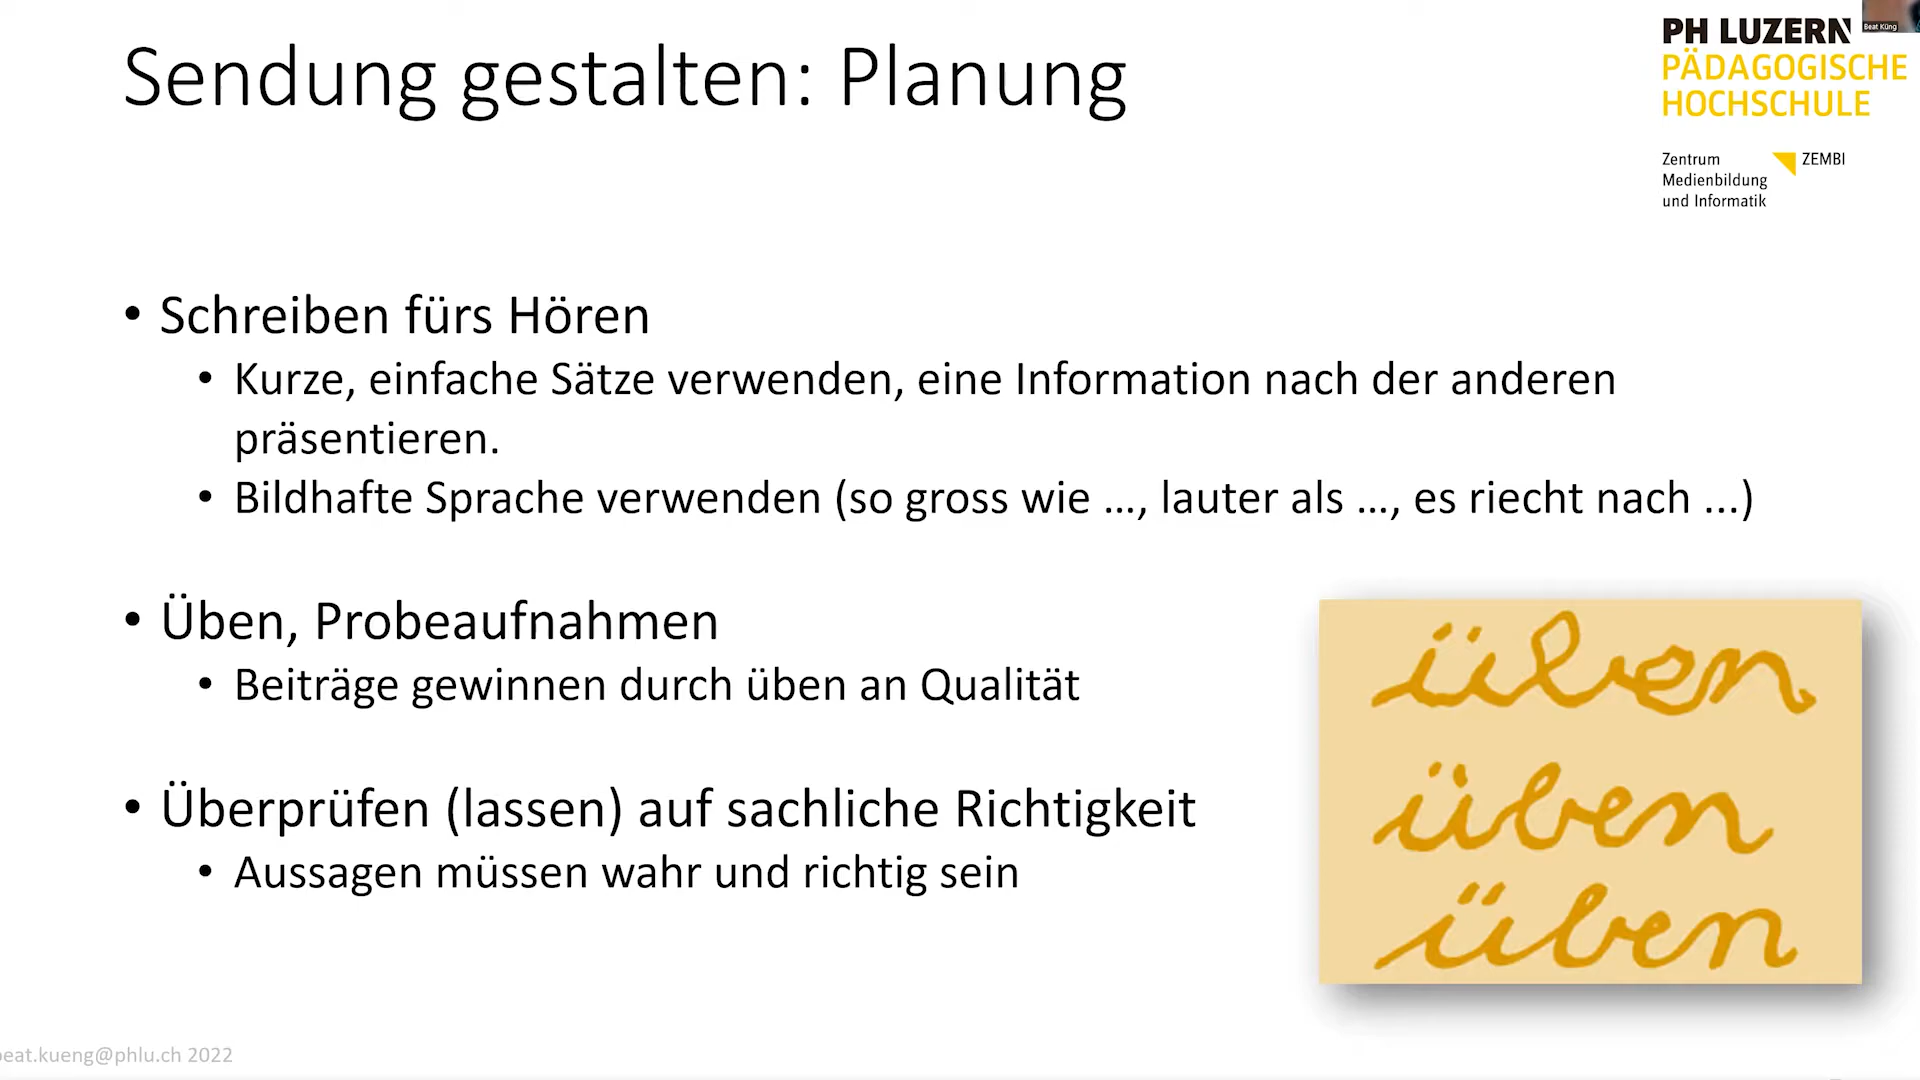 Sendung gestalten: Planung
PH LUZERN
PÄDAGOGISCHE
HOCHSCHULE
Beat Küng
Zentrum
Medienbildung
und Informatik
ZEMBI
• Schreiben fürs Hören
• Kurze, einfache Sätze verwenden, eine Information nach der anderen
präsentieren.
• Bildhafte Sprache verwenden (so gross wie …, lauter als …, es riecht nach ...)
• Üben, Probeaufnahmen
• Beiträge gewinnen durch üben an Qualität
• Überprüfen (lassen) auf sachliche Richtigkeit
• Aussagen müssen wahr und richtig sein
üben
üben
üben
beat.kueng@phlu.ch 2022